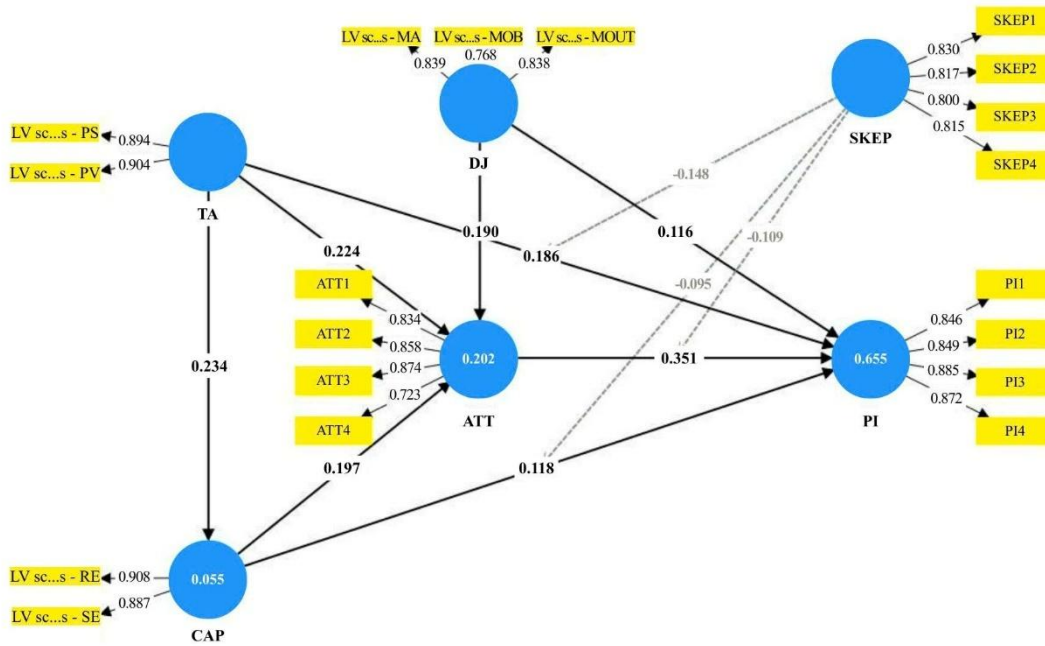 LV sc...s - MA
LV sc...s - MOB
LV sc...s - MOUT
0.839
0.768
0.838
DJ
SKEP1
SKEP2
SKEP3
SKEP4
0.830
0.817
0.800
0.815
SKEP
LV sc...s - PS
LV sc...s - PV
0.894
0.904
TA
-0.148
-0.109
-0.095
0.190
0.116
0.224
0.186
0.234
ATT1
ATT2
ATT3
ATT4
0.834
0.858
0.874
0.723
0.202
ATT
0.351
0.655
PI
0.846
0.849
0.885
0.872
PI1
PI2
PI3
PI4
0.197
0.118
LV sc...s - RE
LV sc...s - SE
0.908
0.887
0.055
CAP